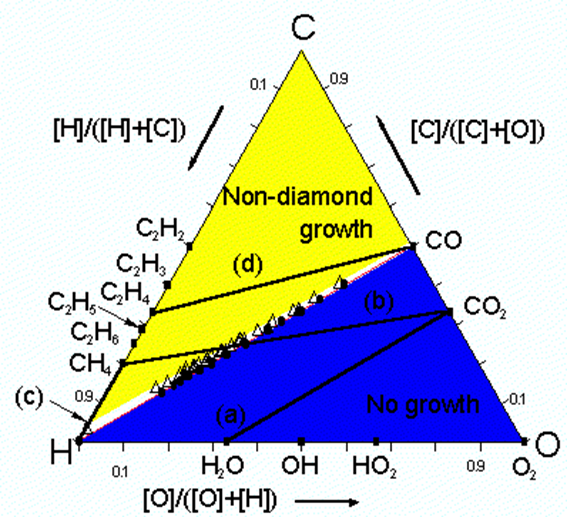 C
0.1
0.9
[H]/([H]+[C])
[C]/([C]+[O])
Non-diamond
growth
C₂H₂
CO
(d)
C₂H₃
C₂H₄
C₂H₅
(b)
CO₂
C₂H₆
CH₄
(c)
0.9
(a)
No growth
0.1
H
O
0.1
H₂O
OH
HO₂
0.9
O₂
[O]/([O]+[H])